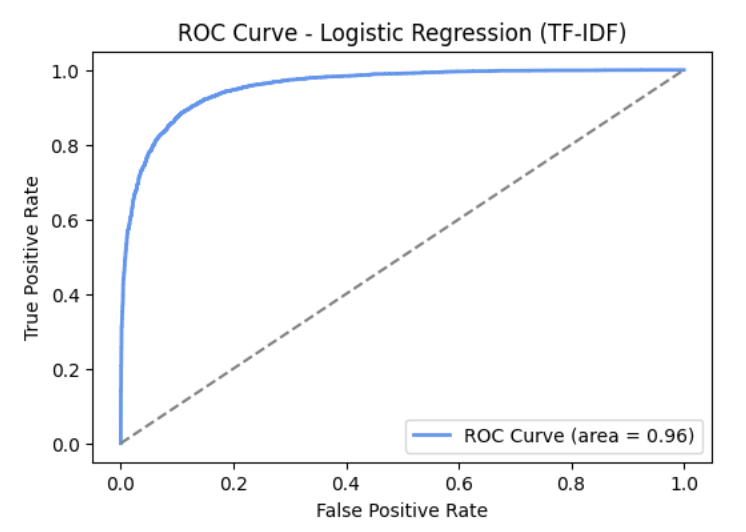 ROC Curve - Logistic Regression (TF-IDF)
True Positive Rate
1.0
0.8
0.6
0.4
0.2
0.0
ROC Curve (area = 0.96)
0.0 0.2 0.4 0.6 0.8 1.0
False Positive Rate